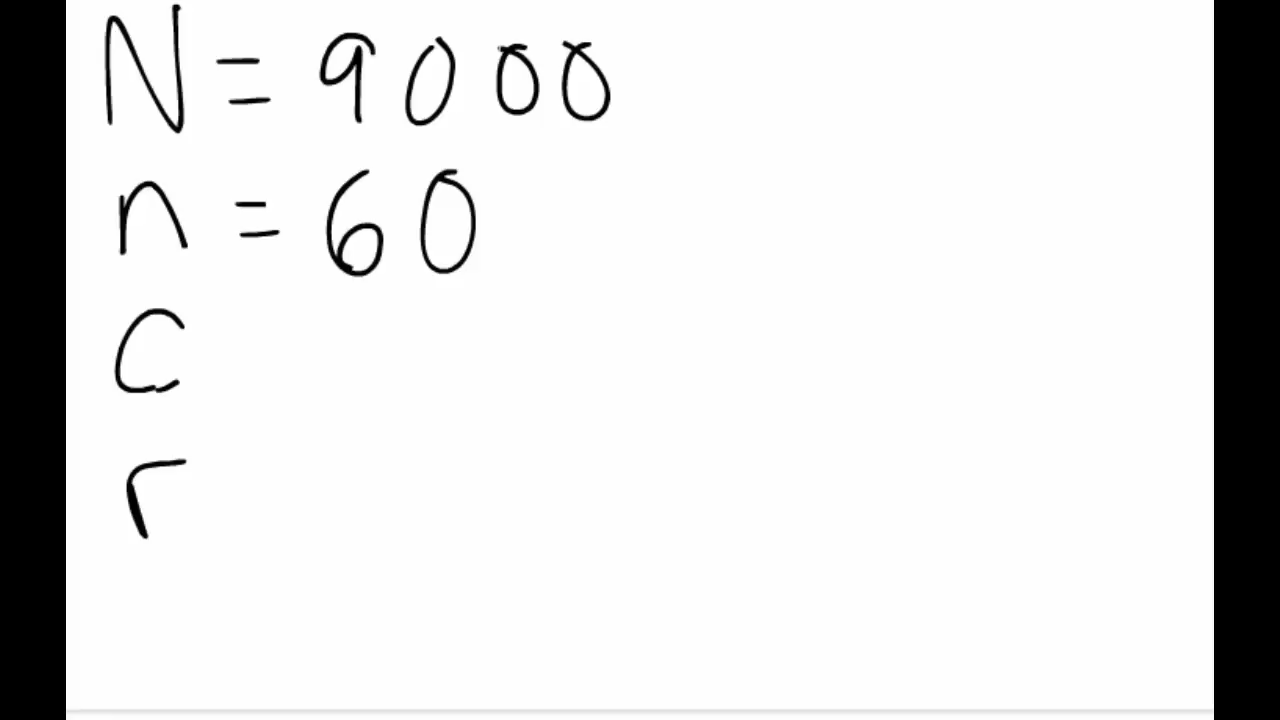 N = 9000
n = 60
c
r